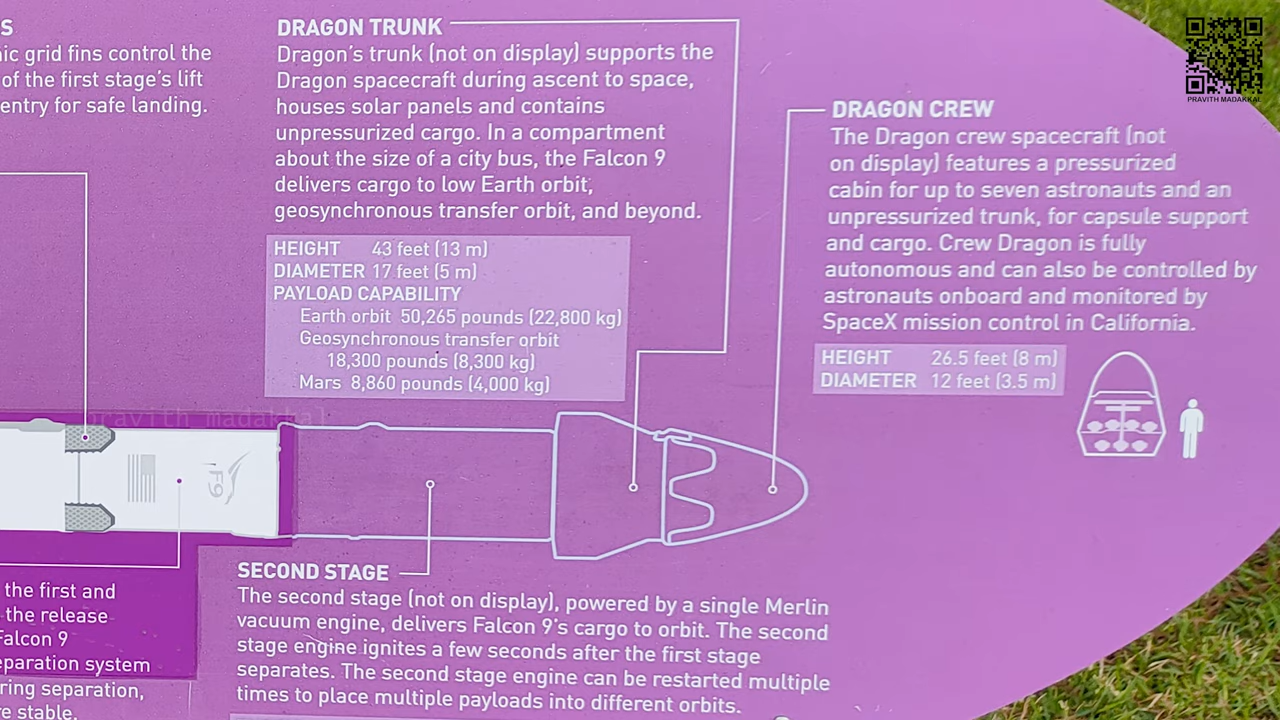 S
ic grid fins control the
of the first stage's lift
entry for safe landing.
DRAGON TRUNK
Dragon's trunk (not on display) supports the
Dragon spacecraft during ascent to space,
houses solar panels and contains
unpressurized cargo. In a compartment
about the size of a city bus, the Falcon 9
delivers cargo to low Earth orbit,
geosynchronous transfer orbit, and beyond.
HEIGHT 43 feet (13 m)
DIAMETER 17 feet (5 m)
PAYLOAD CAPABILITY
Earth orbit 50,265 pounds (22,800 kg)
Geosynchronous transfer orbit
18,300 pounds (8,300 kg)
Mars 8,860 pounds (4,000 kg)
PRAVITH MADAKKAL
DRAGON CREW
The Dragon crew spacecraft (not
on display) features a pressurized
cabin for up to seven astronauts and an
unpressurized trunk, for capsule support
and cargo. Crew Dragon is fully
autonomous and can also be controlled by
astronauts onboard and monitored by
SpaceX mission control in California.
HEIGHT 26.5 feet (8 m)
DIAMETER 12 feet (3.5 m)
pravith madakkal
F9
the first and
the release
Falcon 9
eparation system
ring separation,
re stable.
SECOND STAGE
The second stage (not on display), powered by a single Merlin
vacuum engine, delivers Falcon 9's cargo to orbit. The second
stage engine ignites a few seconds after the first stage
separates. The second stage engine can be restarted multiple
times to place multiple payloads into different orbits.